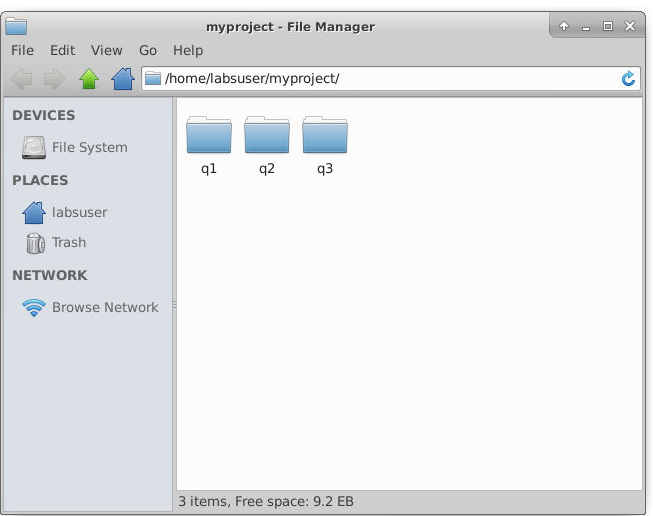 myproject - File Manager
File Edit View Go Help
/home/labsuser/myproject/
DEVICES
File System
PLACES
labsuser
Trash
NETWORK
Browse Network
q1 q2 q3
3 items, Free space: 9.2 EB